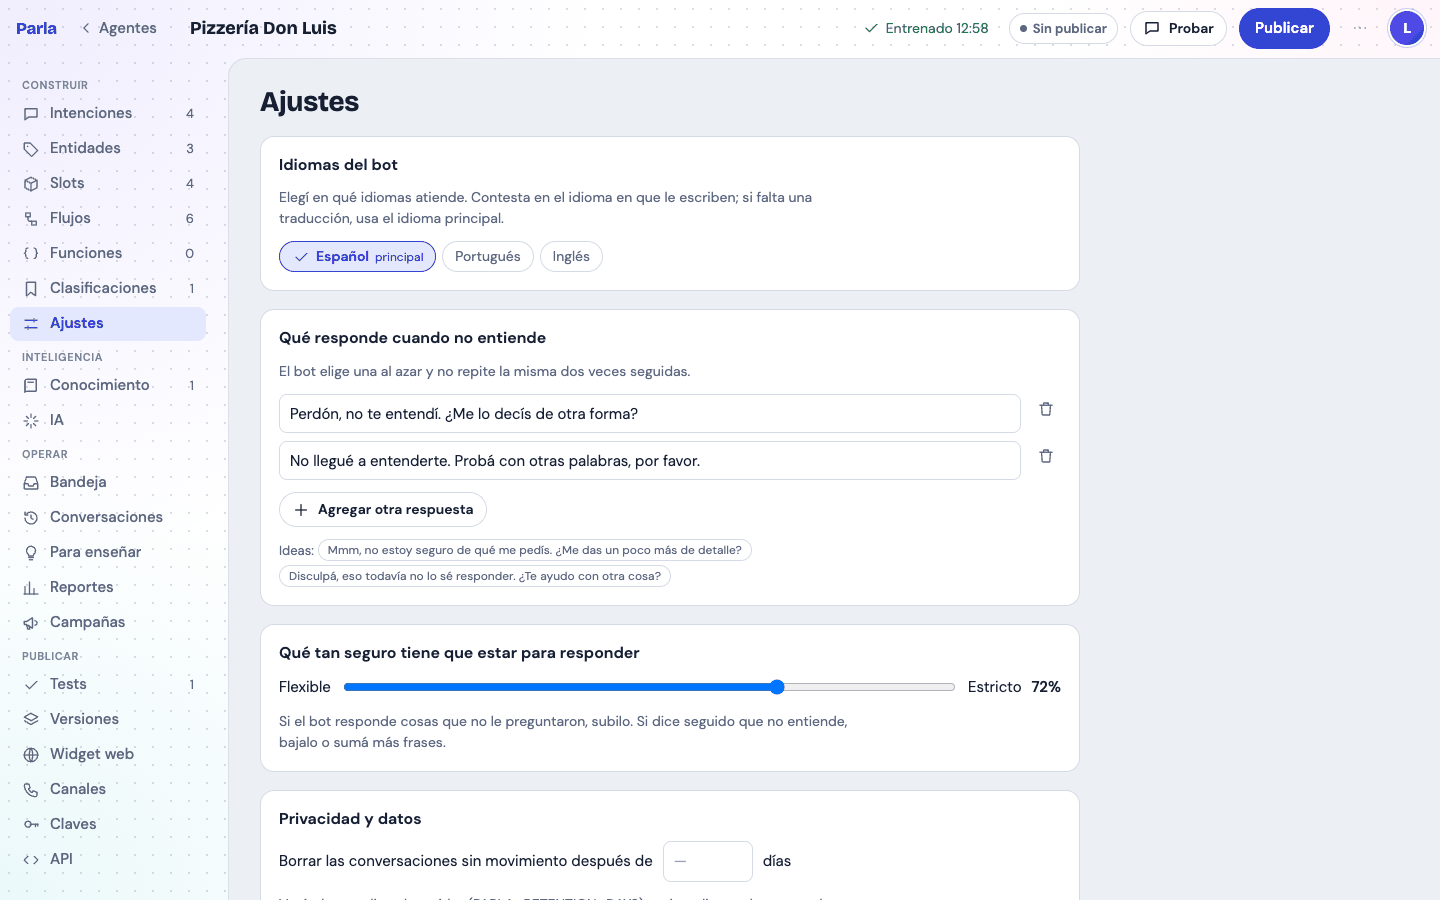 Parla
Agentes
Pizzería Don Luis
Entrenado 12:58
Sin publicar
Probar
Publicar
L
CONSTRUIR
Intenciones 4
Entidades 3
Slots 4
Flujos 6
Funciones 0
Clasificaciones 1
Ajustes
INTELIGENCIA
Conocimiento 1
IA
OPERAR
Bandeja
Conversaciones
Para enseñar
Reportes
Campañas
PUBLICAR
Tests 1
Versiones
Widget web
Canales
Claves
API
Ajustes
Idiomas del bot
Elegí en qué idiomas atiende. Contesta en el idioma en que le escriben; si falta una
traducción, usa el idioma principal.
Español principal
Portugués
Inglés
Qué responde cuando no entiende
El bot elige una al azar y no repite la misma dos veces seguidas.
Perdón, no te entendí. ¿Me lo decís de otra forma?
No llegué a entenderte. Probá con otras palabras, por favor.
Agregar otra respuesta
Ideas: Mmm, no estoy seguro de qué me pedís. ¿Me das un poco más de detalle?
Disculpá, eso todavía no lo sé responder. ¿Te ayudo con otra cosa?
Qué tan seguro tiene que estar para responder
Flexible
Estricto 72%
Si el bot responde cosas que no le preguntaron, subilo. Si dice seguido que no entiende,
bajalo o sumá más frases.
Privacidad y datos
Borrar las conversaciones sin movimiento después de — días